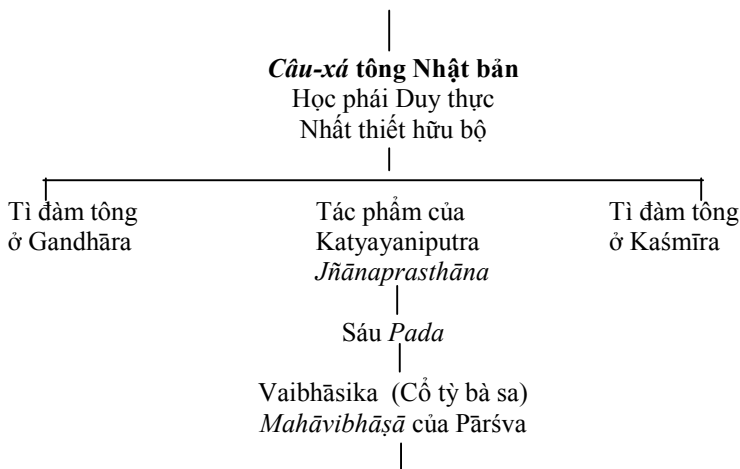 Câu-xá tông Nhật bản
Học phái Duy thực
Nhất thiết hữu bộ
Tì đàm tông
ở Gandhāra
Tác phẩm của
Katyayaniputra
Jñānaprasthāna
Tì đàm tông
ở Kaśmīra
Sáu Pada
Vaibhāsika (Cổ tỳ bà sa)
Mahāvibhāṣā của Pārśva